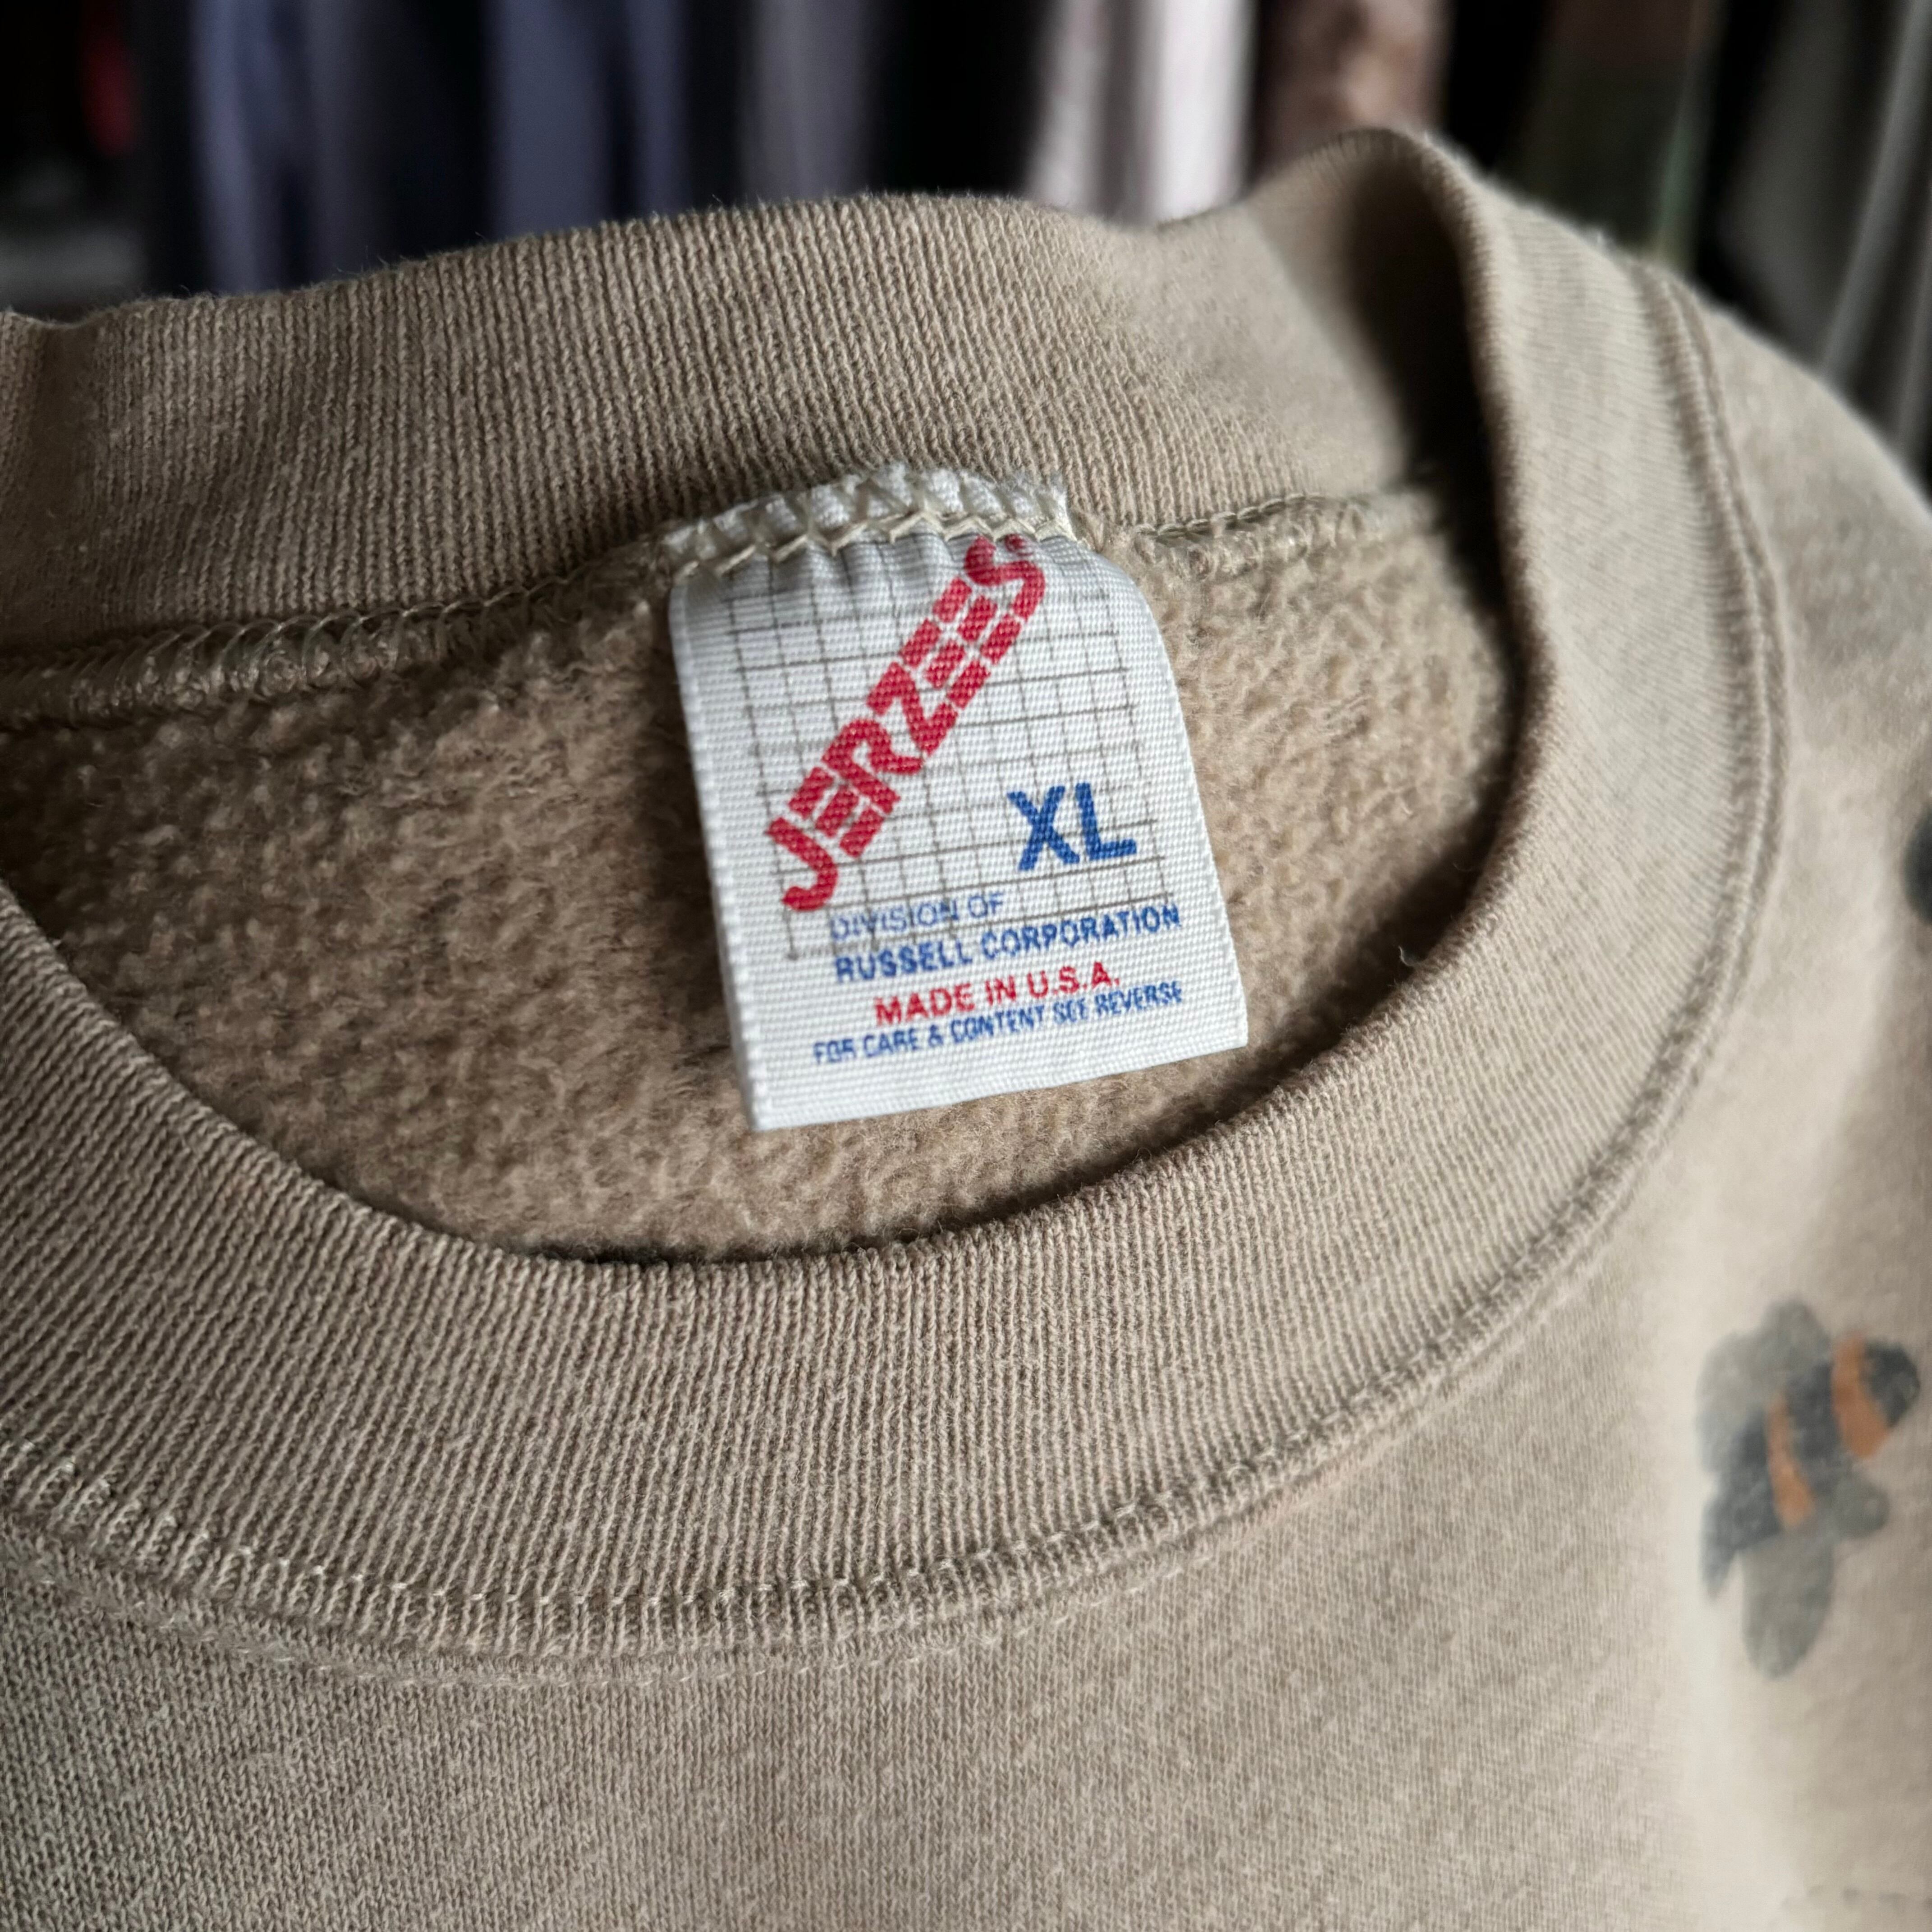 JERZEES
XL
DIVISION OF
RUSSELL CORPORATION
MADE IN U.S.A.
FOR CARE & CONTENT SEE REVERSE